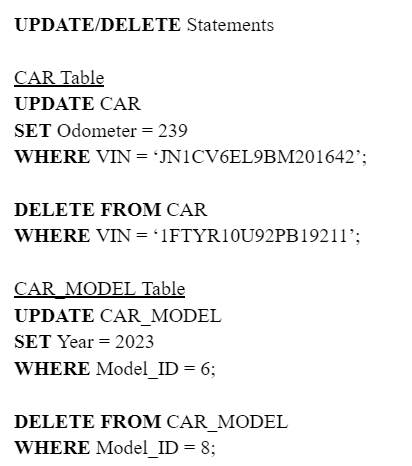 UPDATE/DELETE Statements
CAR Table
UPDATE CAR
SET Odometer = 239
WHERE VIN = ‘JN1CV6EL9BM201642’;
DELETE FROM CAR
WHERE VIN = ‘1FTYR10U92PB19211’;
CAR_MODEL Table
UPDATE CAR_MODEL
SET Year = 2023
WHERE Model_ID = 6;
DELETE FROM CAR_MODEL
WHERE Model_ID = 8;